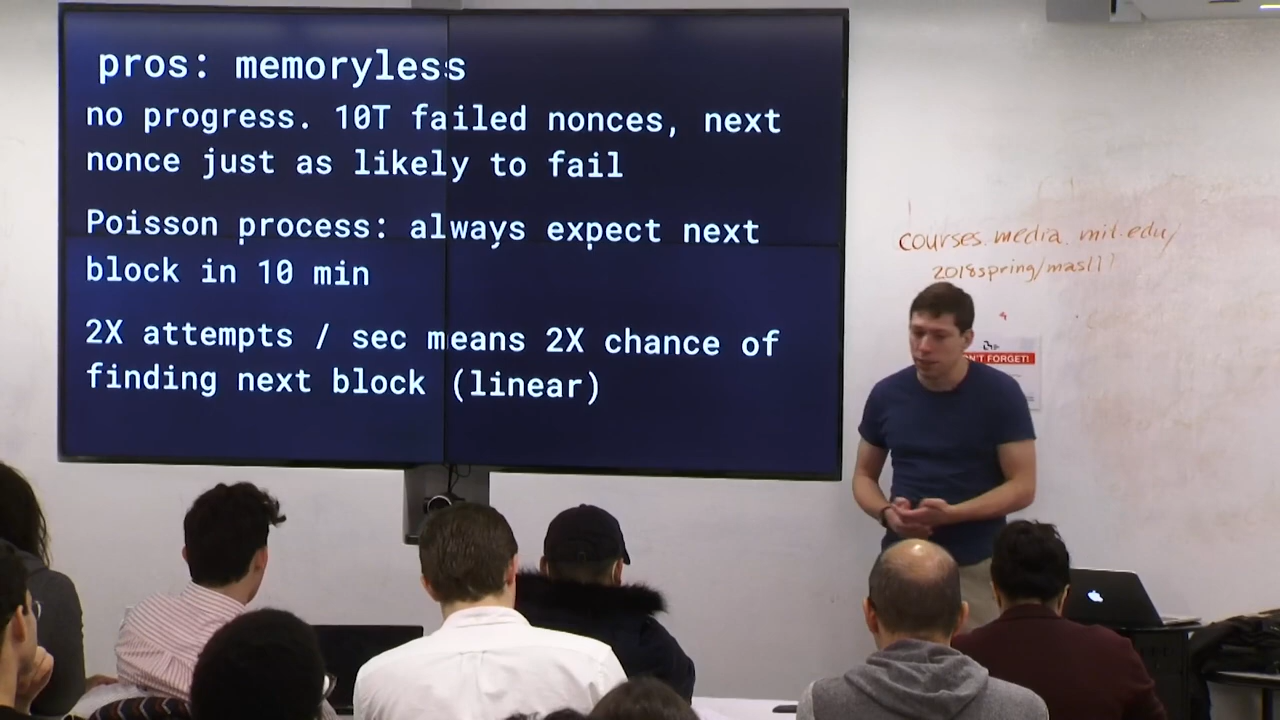 pros: memoryless
no progress. 10T failed nonces, next
nonce just as likely to fail
Poisson process: always expect next
block in 10 min
2X attempts / sec means 2X chance of
finding next block (linear)
courses.media.mit.edu/
2018spring/mas111
N'T FORGET!